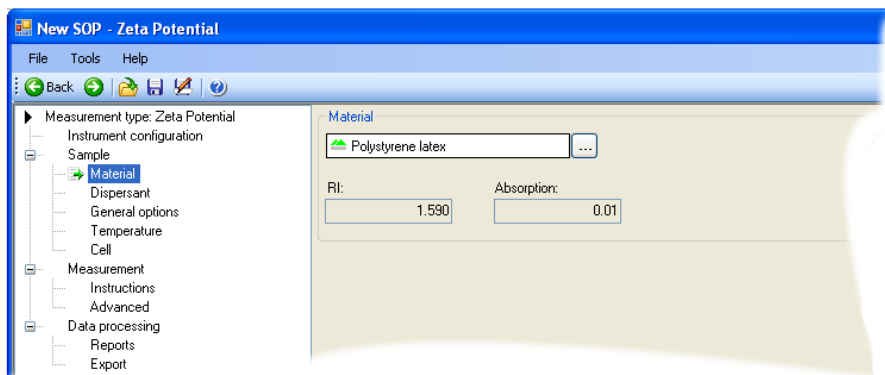 New SOP - Zeta Potential
File Tools Help
Back
Measurement type: Zeta Potential
Instrument configuration
Sample
Material
Dispersant
General options
Temperature
Cell
Measurement
Instructions
Advanced
Data processing
Reports
Export
Material
Polystyrene latex ...
RI: Absorption:
1.590 0.01